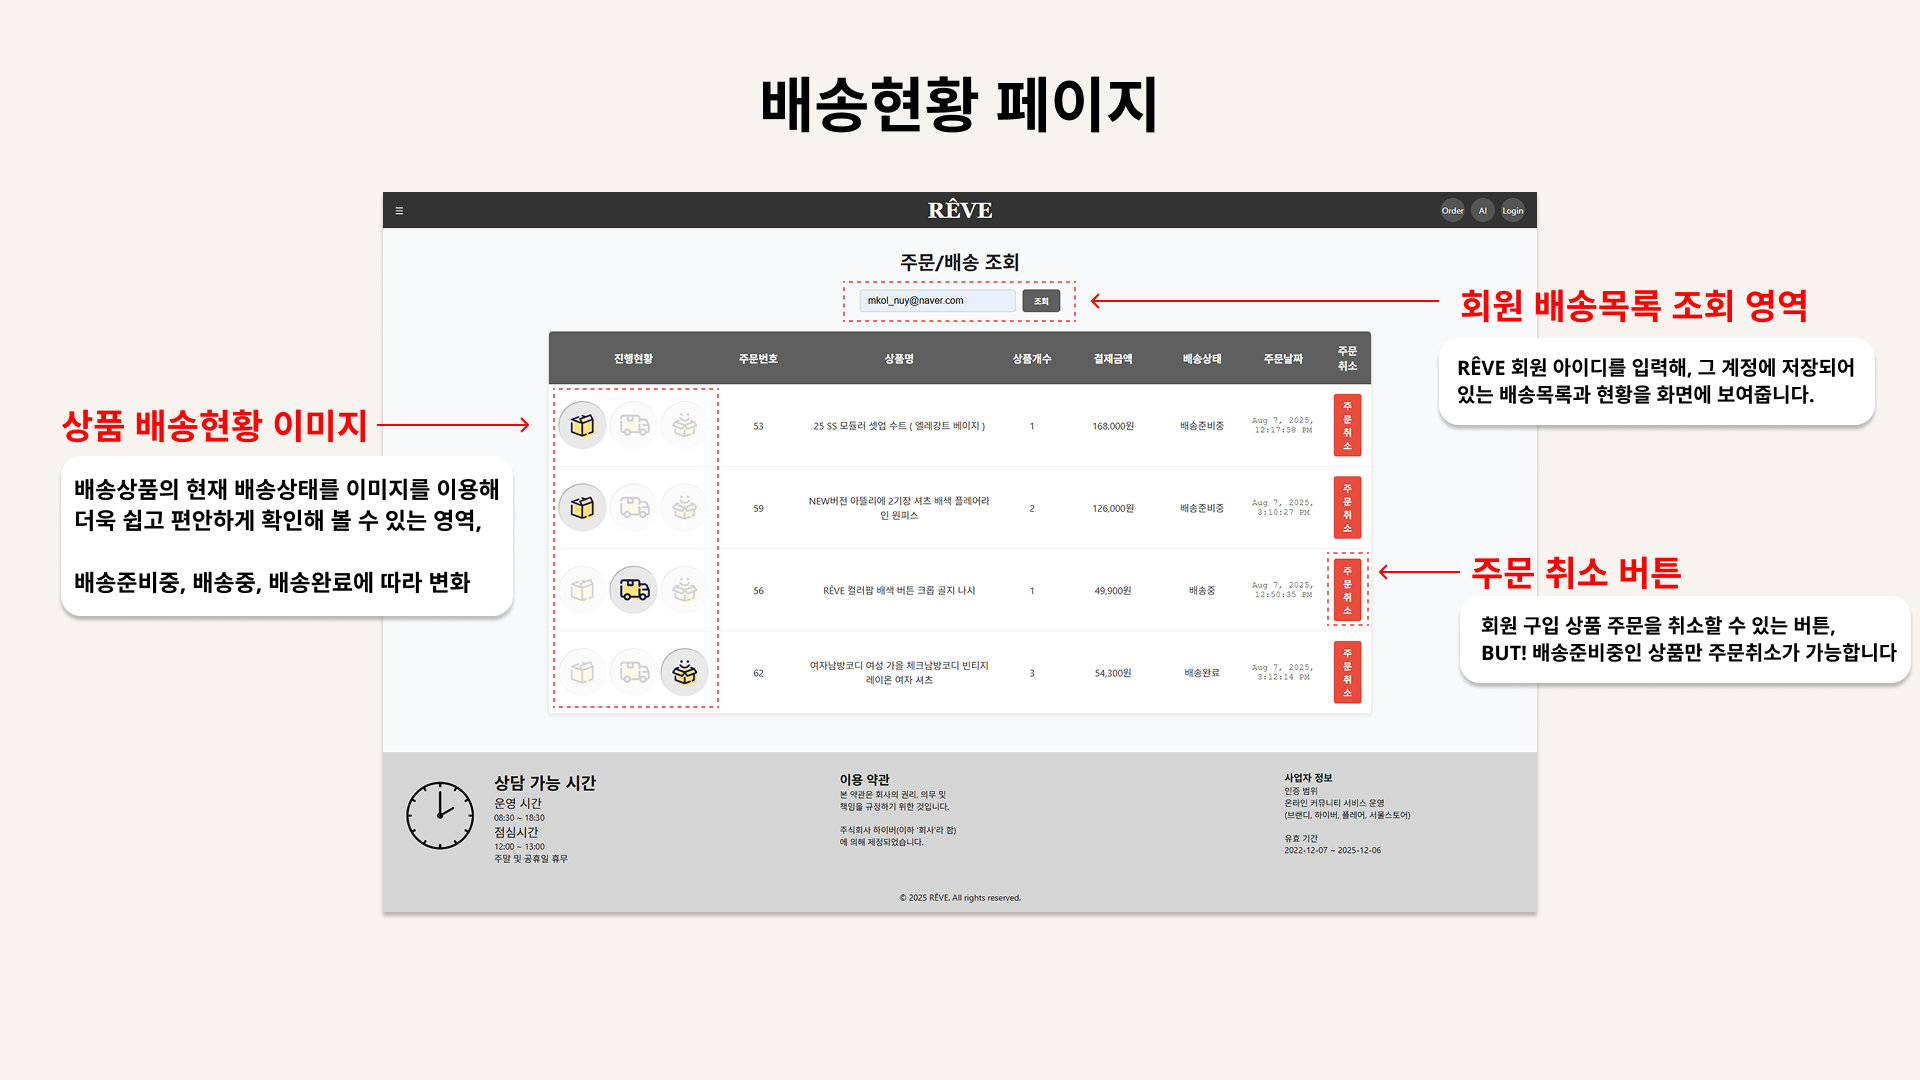 배송현황 페이지
☰
RÊVE
Order
AI
Login
주문/배송 조회
mkol_nuy@naver.com
조회
회원 배송목록 조회 영역
RÊVE 회원 아이디를 입력해, 그 계정에 저장되어
있는 배송목록과 현황을 화면에 보여줍니다.
진행현황
주문번호
상품명
상품개수
결제금액
배송상태
주문날짜
주문
취소
상품 배송현황 이미지
배송상품의 현재 배송상태를 이미지를 이용해
더욱 쉽고 편안하게 확인해 볼 수 있는 영역,
배송준비중, 배송중, 배송완료에 따라 변화
53
25 SS 모듈러 셋업 수트 ( 엘레강트 베이지 )
1
168,000원
배송준비중
Aug 7, 2025,
12:17:58 PM
주
문
취
소
59
NEW버전 아뜰리에 2기장 셔츠 배색 플레어라
인 원피스
2
126,000원
배송준비중
Aug 7, 2025,
3:10:27 PM
주
문
취
소
56
RÊVE 컬러팝 배색 버튼 크롭 골지 나시
1
49,900원
배송중
Aug 7, 2025,
12:50:35 PM
주
문
취
소
62
여자남방코디 여성 가을 체크남방코디 빈티지
레이온 여자 셔츠
3
54,300원
배송완료
Aug 7, 2025,
3:12:14 PM
주
문
취
소
주문 취소 버튼
회원 구입 상품 주문을 취소할 수 있는 버튼,
BUT! 배송준비중인 상품만 주문취소가 가능합니다
상담 가능 시간
운영 시간
08:30 ~ 18:30
점심시간
12:00 ~ 13:00
주말 및 공휴일 휴무
이용 약관
본 약관은 회사의 권리, 의무 및
책임을 규정하기 위한 것입니다.
주식회사 하이버(이하 '회사'라 함)
에 의해 제정되었습니다.
사업자 정보
인증 범위
온라인 커뮤니티 서비스 운영
(브랜디, 하이버, 플레어, 서울스토어)
유효 기간
2022-12-07 ~ 2025-12-06
© 2025 RÊVE. All rights reserved.